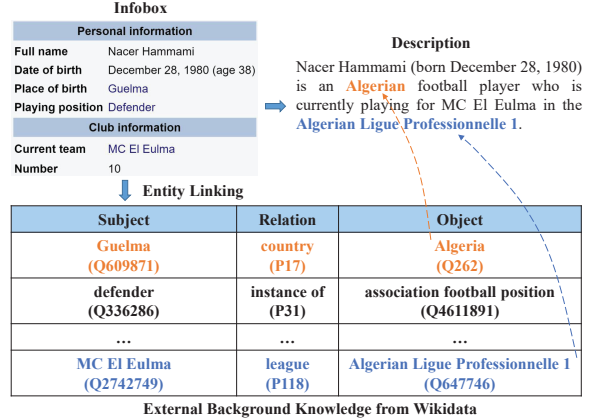 Infobox
Personal information
Full name Nacer Hammami
Date of birth December 28, 1980 (age 38)
Place of birth Guelma
Playing position Defender
Club information
Current team MC El Eulma
Number 10
Description
Nacer Hammami (born December 28, 1980)
is an Algerian football player who is
currently playing for MC El Eulma in the
Algerian Ligue Professionnelle 1.
Entity Linking
Subject Relation Object
Guelma country Algeria
(Q609871) (P17) (Q262)
defender instance of association football position
(Q336286) (P31) (Q4611891)
... ... ...
MC El Eulma league Algerian Ligue Professionnelle 1
(Q2742749) (P118) (Q647746)
External Background Knowledge from Wikidata